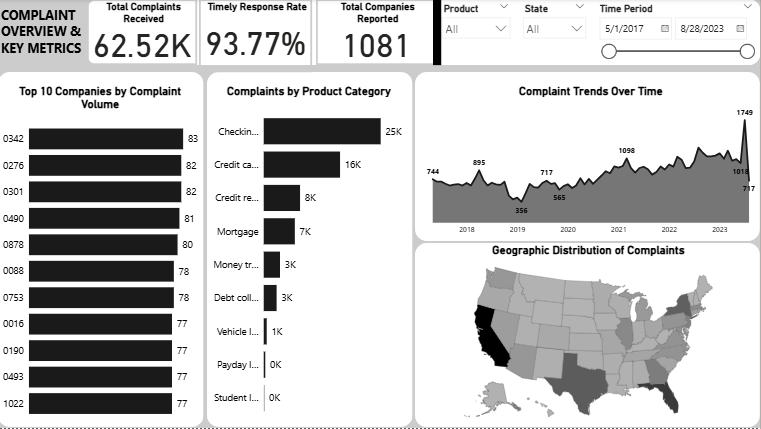 COMPLAINT
OVERVIEW &
KEY METRICS
Total Complaints
Received
62.52K
Timely Response Rate
93.77%
Total Companies
Reported
1081
Product
All
State
All
Time Period
5/1/2017
8/28/2023
Top 10 Companies by Complaint
Volume
0342 83
0276 82
0301 82
0490 81
0878 80
0088 78
0753 78
0016 77
0190 77
0493 77
1022 77
Complaints by Product Category
Checkin... 25K
Credit ca... 16K
Credit re... 8K
Mortgage 7K
Money tr... 3K
Debt coll... 3K
Vehicle l... 1K
Payday l... 0K
Student l... 0K
Complaint Trends Over Time
744
895
356
717
565
1098
1749
1018
717
2018 2019 2020 2021 2022 2023
Geographic Distribution of Complaints